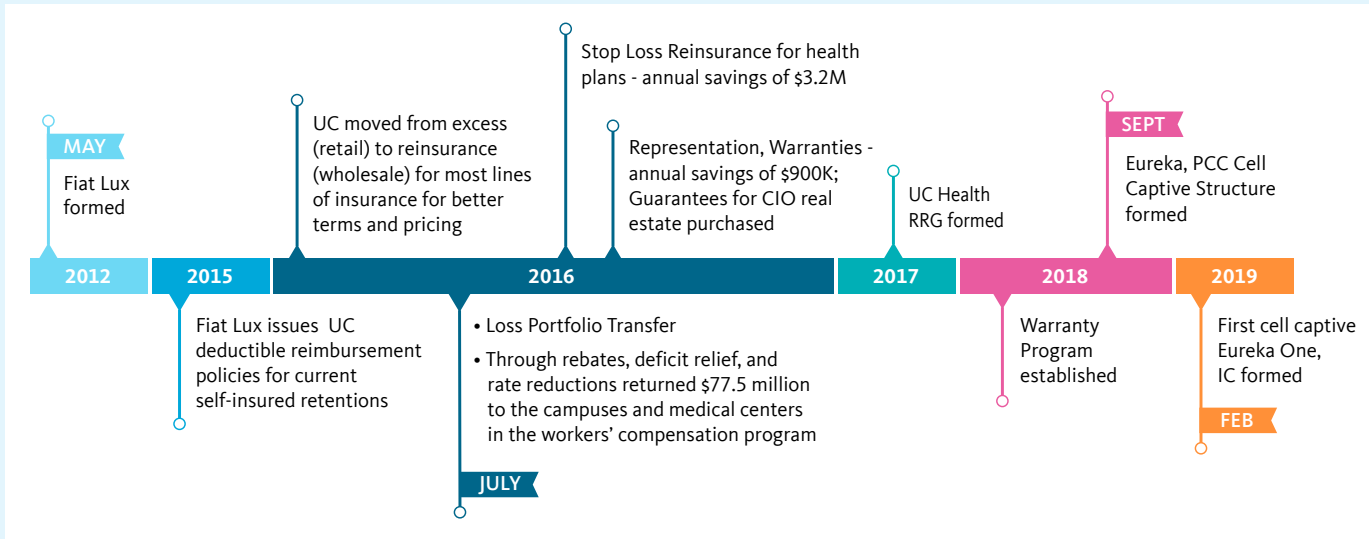 MAY
Fiat Lux
formed
UC moved from excess
(retail) to reinsurance
(wholesale) for most lines
of insurance for better
terms and pricing
Stop Loss Reinsurance for health
plans - annual savings of $3.2M
Representation, Warranties -
annual savings of $900K;
Guarantees for CIO real
estate purchased
UC Health
RRG formed
SEPT
Eureka, PCC Cell
Captive Structure
formed
2012
2015
2016
2017
2018
2019
Fiat Lux issues  UC
deductible reimbursement
policies for current
self-insured retentions
• Loss Portfolio Transfer
• Through rebates, deficit relief, and
rate reductions returned $77.5 million
to the campuses and medical centers
in the workers’ compensation program
JULY
Warranty
Program
established
First cell captive
Eureka One,
IC formed
FEB